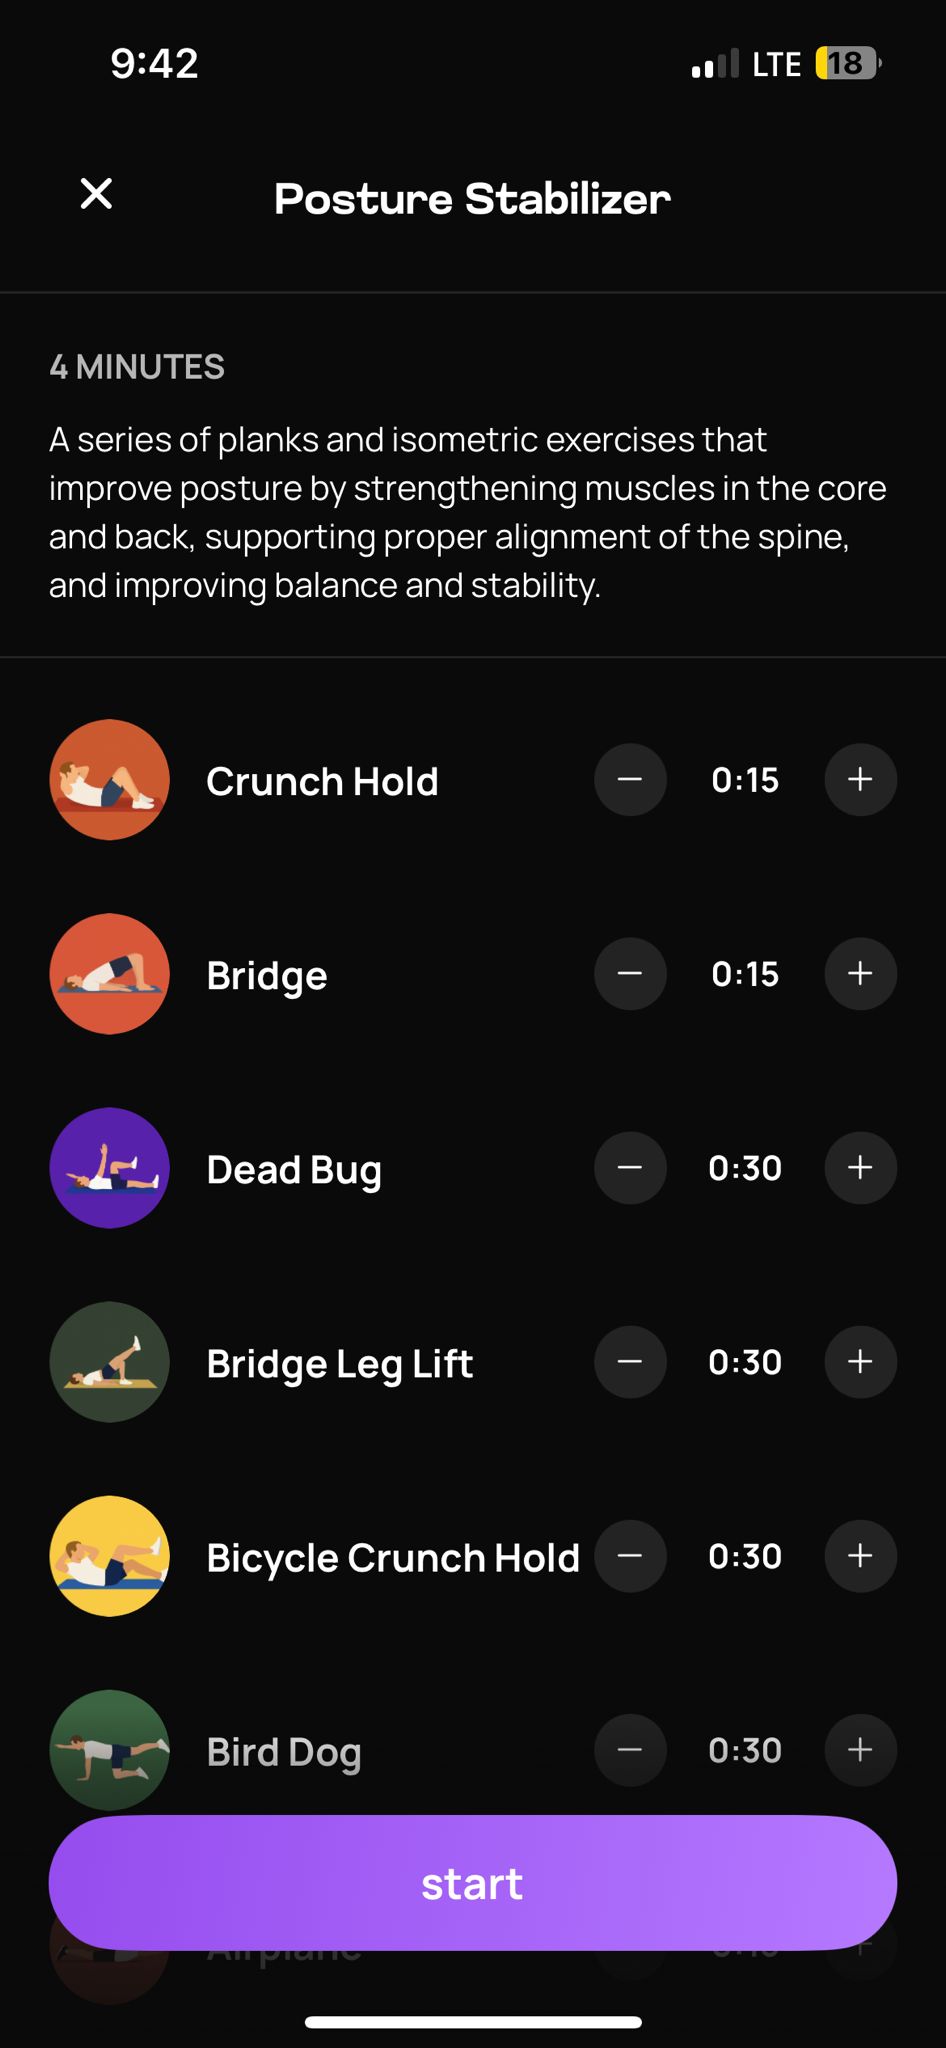 9:42
LTE
18
Posture Stabilizer
4 MINUTES
A series of planks and isometric exercises that
improve posture by strengthening muscles in the core
and back, supporting proper alignment of the spine,
and improving balance and stability.
Crunch Hold − 0:15 +
Bridge − 0:15 +
Dead Bug − 0:30 +
Bridge Leg Lift − 0:30 +
Bicycle Crunch Hold − 0:30 +
Bird Dog − 0:30 +
start
Airplane